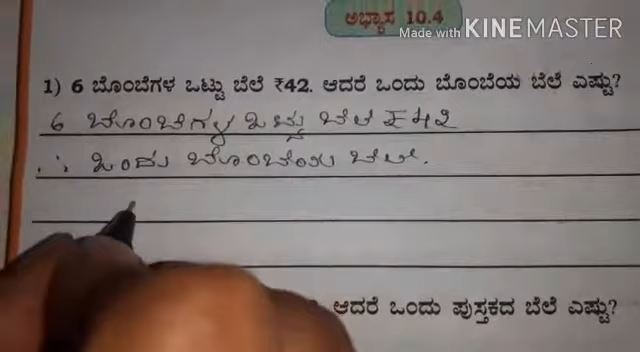 ಅಭ್ಯಾಸ 10.4
Made with KINEMASTER
1) 6 ಬೊಂಬೆಗಳ ಒಟ್ಟು ಬೆಲೆ ₹42. ಆದರೆ ಒಂದು ಬೊಂಬೆಯ ಬೆಲೆ ಎಷ್ಟು?
6 ಬೊಂಬೆಗಳ ಒಟ್ಟು ಬೆಲೆ ₹ ೪೨
∴ ಒಂದು ಬೊಂಬೆಯ ಬೆಲೆ.
ಆದರೆ ಒಂದು ಪುಸ್ತಕದ ಬೆಲೆ ಎಷ್ಟು?